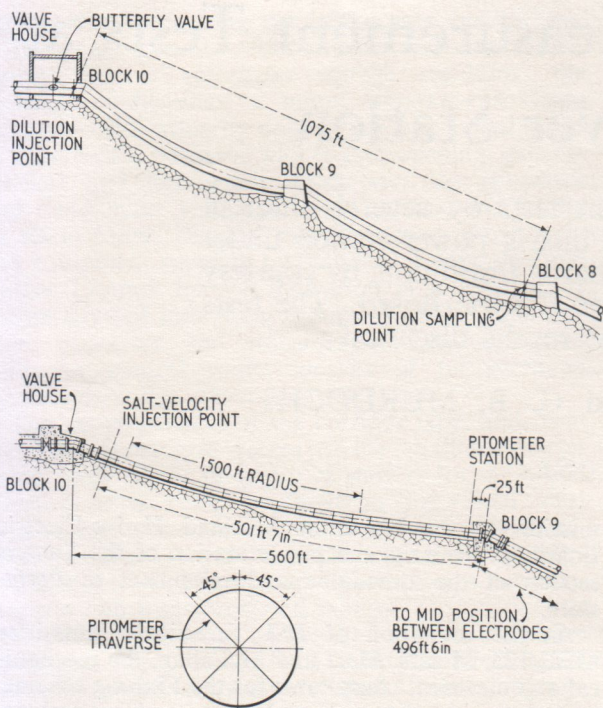 VALVE
HOUSE
BUTTERFLY VALVE
BLOCK 10
DILUTION
INJECTION
POINT
1075 ft
BLOCK 9
BLOCK 8
DILUTION SAMPLING
POINT
VALVE
HOUSE
SALT-VELOCITY
INJECTION POINT
PITOMETER
STATION
1,500 ft RADIUS
25 ft
BLOCK 10
BLOCK 9
501 ft 7 in
560 ft
45° 45°
PITOMETER
TRAVERSE
TO MID POSITION
BETWEEN ELECTRODES
496 ft 6 in